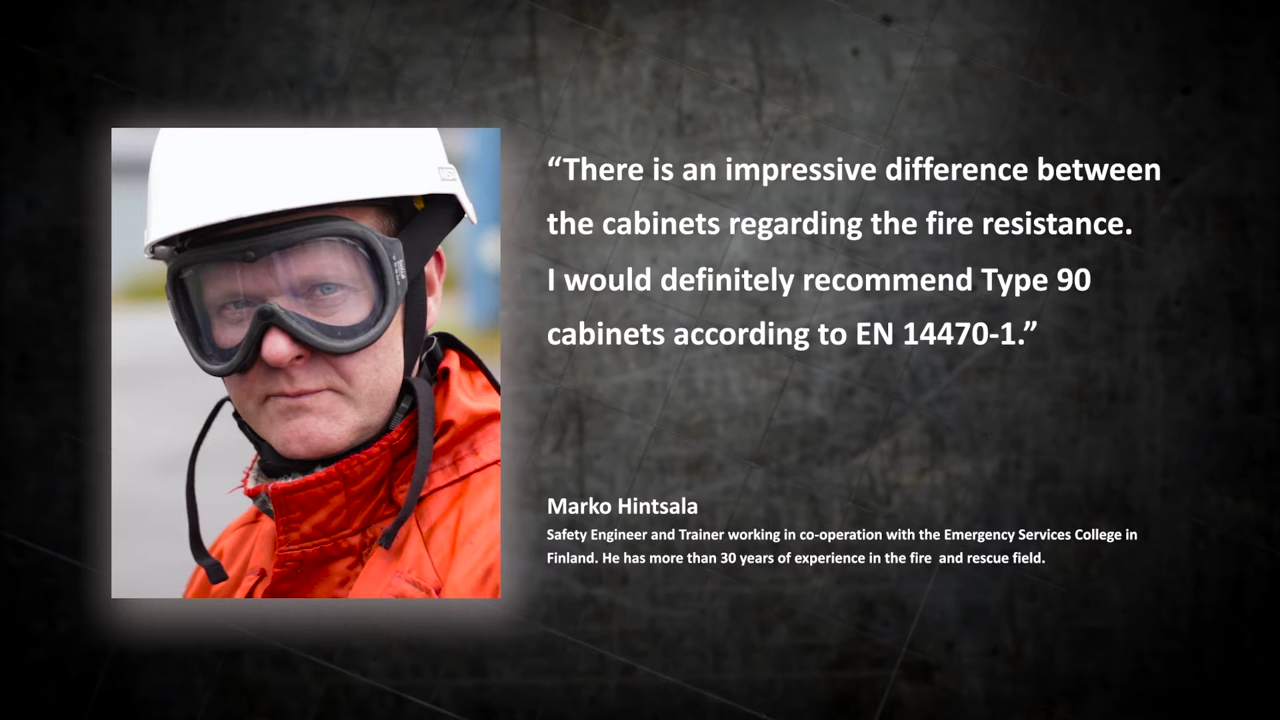 “There is an impressive difference between
the cabinets regarding the fire resistance.
I would definitely recommend Type 90
cabinets according to EN 14470-1.”
Marko Hintsala
Safety Engineer and Trainer working in co-operation with the Emergency Services College in
Finland. He has more than 30 years of experience in the fire and rescue field.